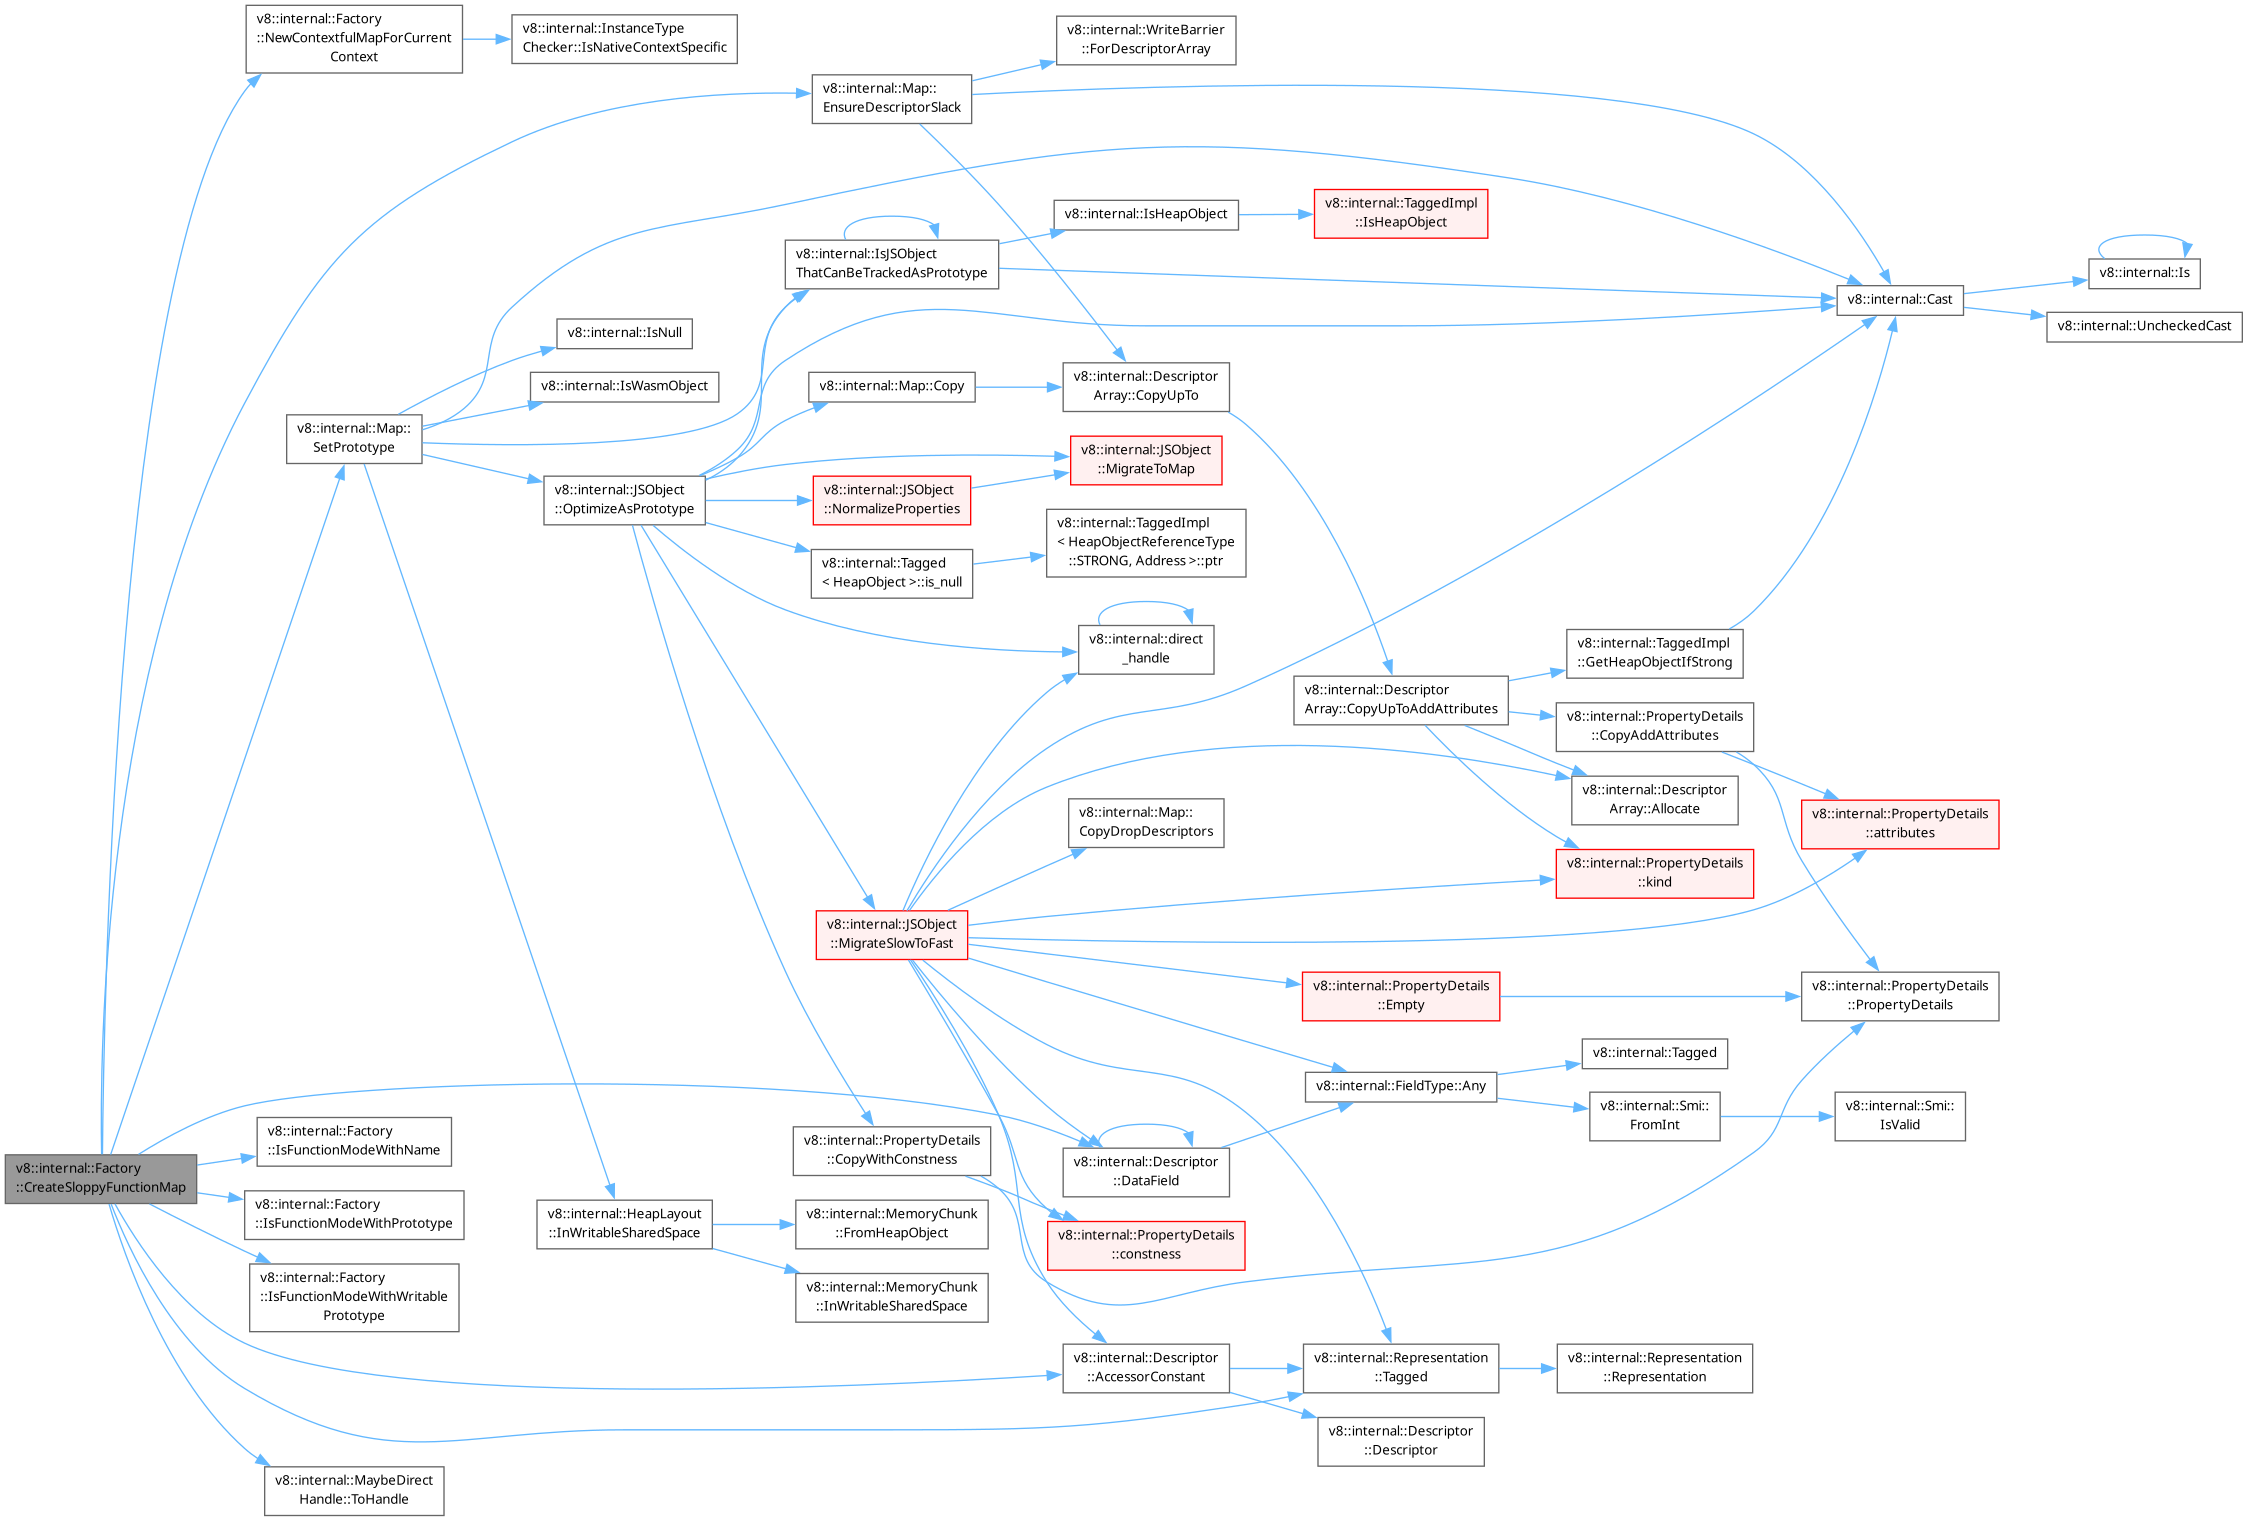 v8::internal::Factory
::NewContextfulMapForCurrent
Context
v8::internal::InstanceType
Checker::IsNativeContextSpecific
v8::internal::WriteBarrier
::ForDescriptorArray
v8::internal::Map::
EnsureDescriptorSlack
v8::internal::IsHeapObject
v8::internal::TaggedImpl
::IsHeapObject
v8::internal::IsJSObject
ThatCanBeTrackedAsPrototype
v8::internal::Is
v8::internal::Cast
v8::internal::UncheckedCast
v8::internal::IsNull
v8::internal::IsWasmObject
v8::internal::Map::Copy
v8::internal::Descriptor
Array::CopyUpTo
v8::internal::Map::
SetPrototype
v8::internal::JSObject
::MigrateToMap
v8::internal::JSObject
::OptimizeAsPrototype
v8::internal::JSObject
::NormalizeProperties
v8::internal::TaggedImpl
< HeapObjectReferenceType
::STRONG, Address >::ptr
v8::internal::Tagged
< HeapObject >::is_null
v8::internal::direct
_handle
v8::internal::TaggedImpl
::GetHeapObjectIfStrong
v8::internal::Descriptor
Array::CopyUpToAddAttributes
v8::internal::PropertyDetails
::CopyAddAttributes
v8::internal::Descriptor
Array::Allocate
v8::internal::Map::
CopyDropDescriptors
v8::internal::PropertyDetails
::attributes
v8::internal::PropertyDetails
::kind
v8::internal::JSObject
::MigrateSlowToFast
v8::internal::PropertyDetails
::Empty
v8::internal::PropertyDetails
::PropertyDetails
v8::internal::Tagged
v8::internal::FieldType::Any
v8::internal::Smi::
FromInt
v8::internal::Smi::
IsValid
v8::internal::Factory
::IsFunctionModeWithName
v8::internal::PropertyDetails
::CopyWithConstness
v8::internal::Descriptor
::DataField
v8::internal::Factory
::CreateSloppyFunctionMap
v8::internal::Factory
::IsFunctionModeWithPrototype
v8::internal::HeapLayout
::InWritableSharedSpace
v8::internal::MemoryChunk
::FromHeapObject
v8::internal::PropertyDetails
::constness
v8::internal::Factory
::IsFunctionModeWithWritable
Prototype
v8::internal::MemoryChunk
::InWritableSharedSpace
v8::internal::Descriptor
::AccessorConstant
v8::internal::Representation
::Tagged
v8::internal::Representation
::Representation
v8::internal::Descriptor
::Descriptor
v8::internal::MaybeDirect
Handle::ToHandle